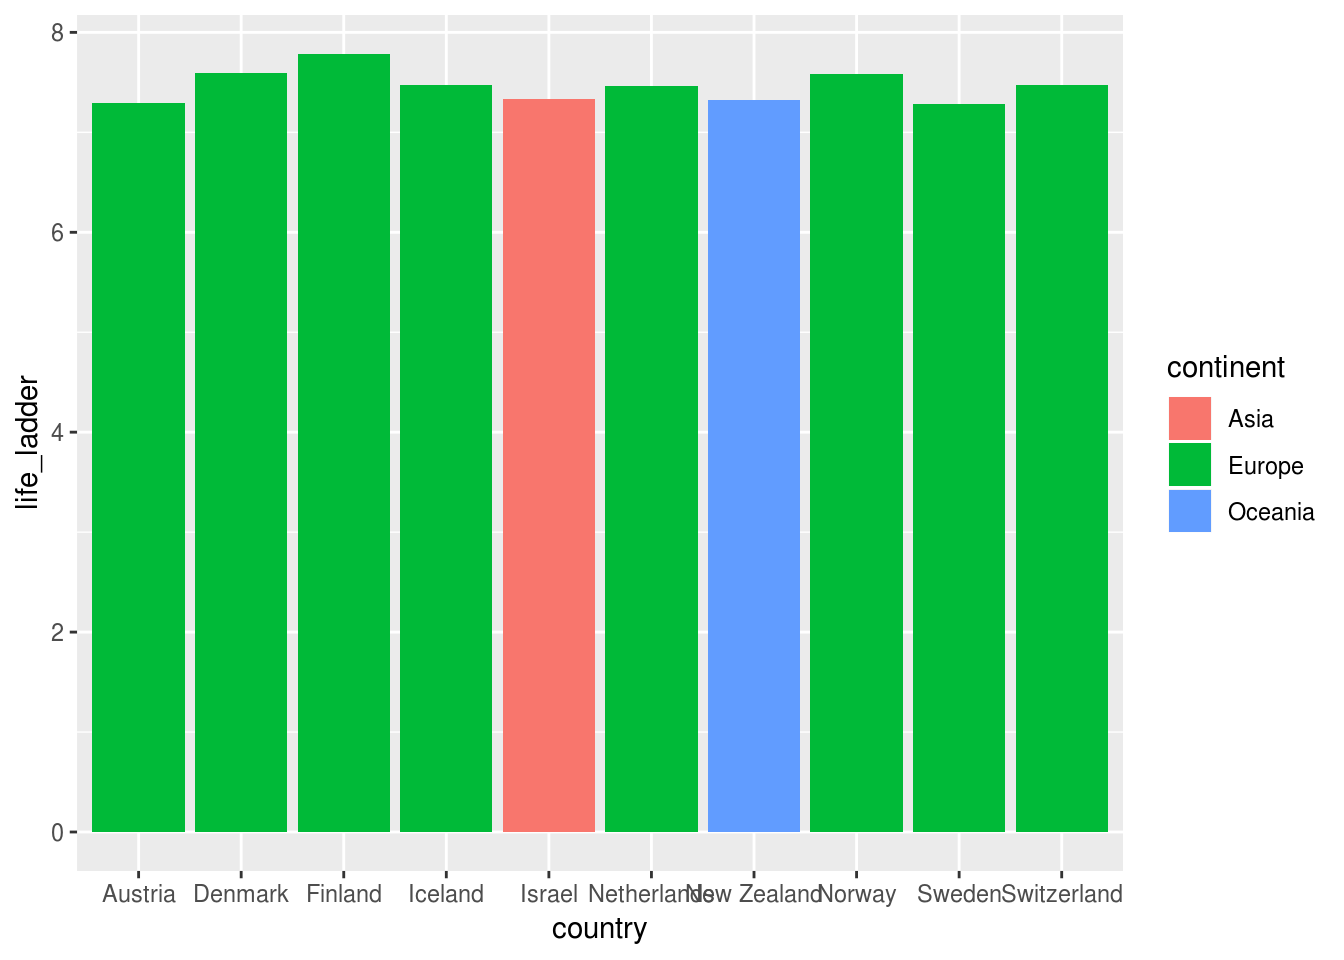 life_ladder
8
6
4
2
0
Austria Denmark Finland Iceland Israel Netherlands New Zealand Norway Sweden Switzerland
country
continent
Asia
Europe
Oceania